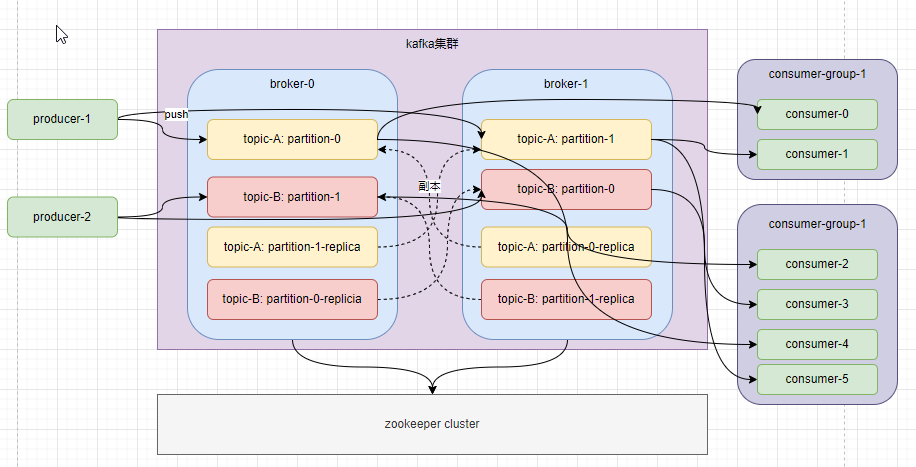 kafka集群
broker-0
broker-1
consumer-group-1
producer-1
push
topic-A: partition-0
topic-A: partition-1
consumer-0
consumer-1
副本
producer-2
topic-B: partition-1
topic-B: partition-0
topic-A: partition-1-replica
topic-A: partition-0-replica
topic-B: partition-0-replicia
topic-B: partition-1-replica
consumer-group-1
consumer-2
consumer-3
consumer-4
consumer-5
zookeeper cluster